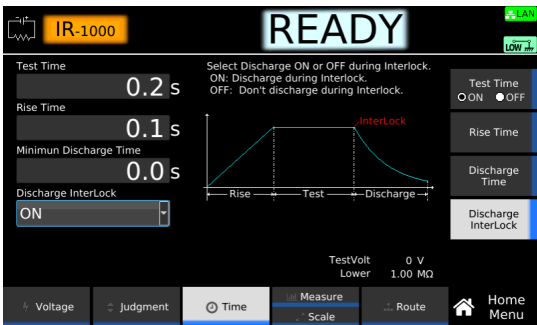 IR-1000
READY
LAN
LOW
Test Time
0.2 s
Rise Time
0.1 s
Minimun Discharge Time
0.0 s
Discharge InterLock
ON
Select Discharge ON or OFF during Interlock.
ON: Discharge during Interlock.
OFF: Don't discharge during Interlock.
InterLock
Rise
Test
Discharge
TestVolt 0 V
Lower 1.00 MΩ
Test Time
ON OFF
Rise Time
Discharge
Time
Discharge
InterLock
Voltage
Judgment
Time
Measure
Scale
Route
Home
Menu